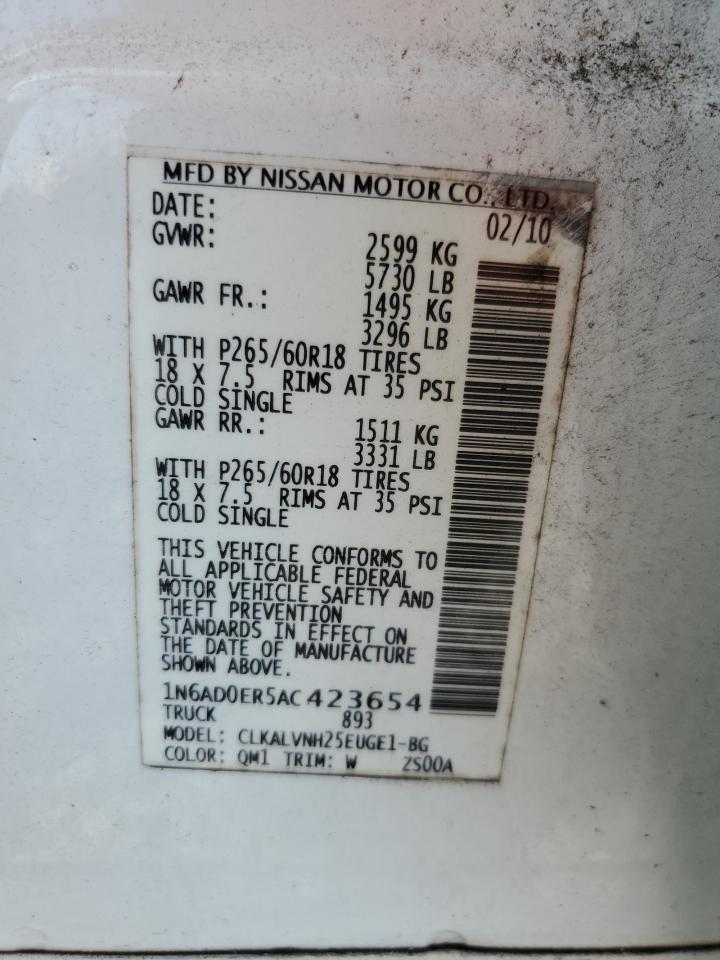 MFD BY NISSAN MOTOR CO., LTD.
DATE: 02/10
GVWR: 2599 KG
5730 LB
GAWR FR.: 1495 KG
3296 LB
WITH P265/60R18 TIRES
18 X 7.5 RIMS AT 35 PSI
COLD SINGLE
GAWR RR.: 1511 KG
3331 LB
WITH P265/60R18 TIRES
18 X 7.5 RIMS AT 35 PSI
COLD SINGLE
THIS VEHICLE CONFORMS TO
ALL APPLICABLE FEDERAL
MOTOR VEHICLE SAFETY AND
THEFT PREVENTION
STANDARDS IN EFFECT ON
THE DATE OF MANUFACTURE
SHOWN ABOVE.
1N6AD0ER5AC423654
TRUCK 893
MODEL: CLKALVNH25EUGE1-BG
COLOR: QM1 TRIM: W ZS00A